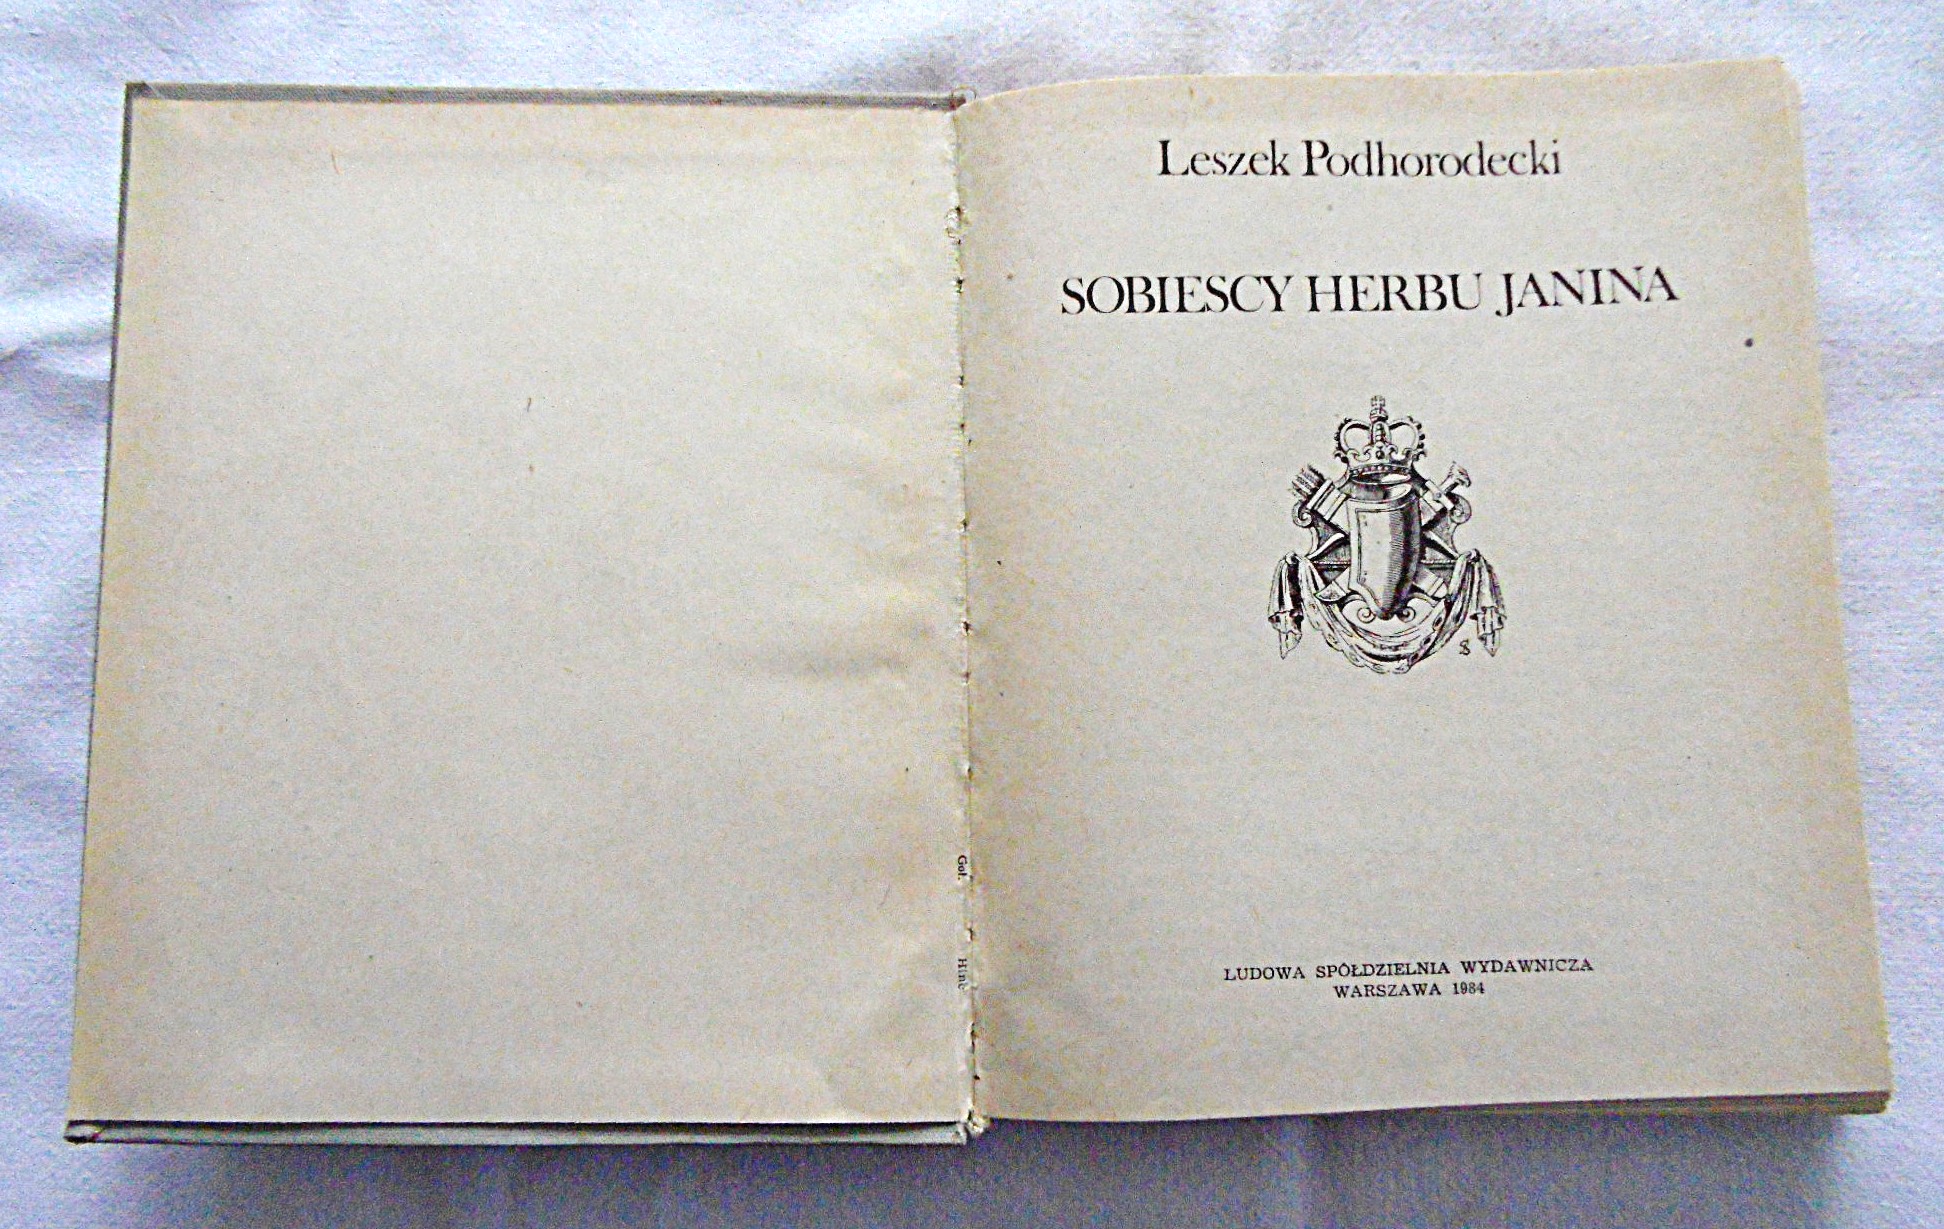 Leszek Podhorodecki
SOBIESCY HERBU JANINA
LUDOWA SPÓŁDZIELNIA WYDAWNICZA
WARSZAWA 1984